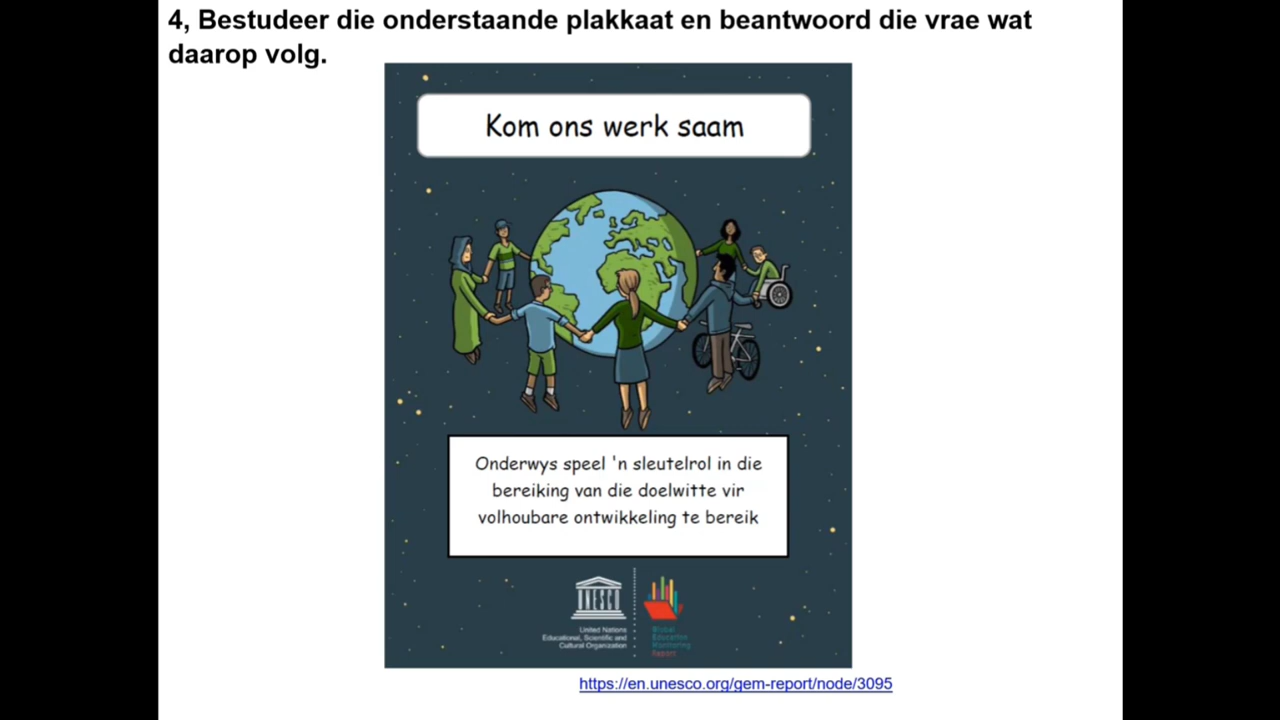 4, Bestudeer die onderstaande plakkaat en beantwoord die vrae wat
daarop volg.
Kom ons werk saam
Onderwys speel 'n sleutelrol in die
bereiking van die doelwitte vir
volhoubare ontwikkeling te bereik
UNESCO
United Nations
Educational, Scientific and
Cultural Organization
Global
Education
Monitoring
Report
https://en.unesco.org/gem-report/node/3095